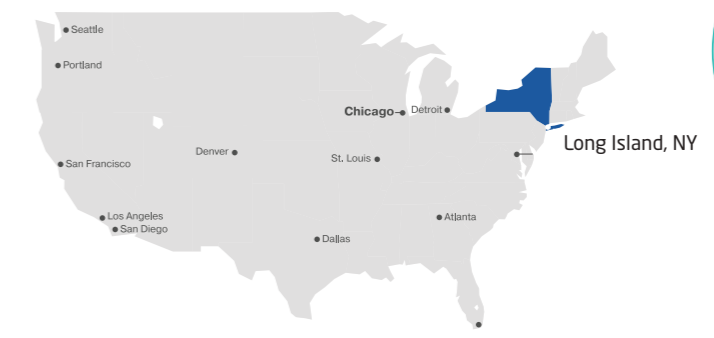 Seattle
Portland
Chicago
Detroit
Long Island, NY
Denver
St. Louis
San Francisco
Los Angeles
San Diego
Atlanta
Dallas